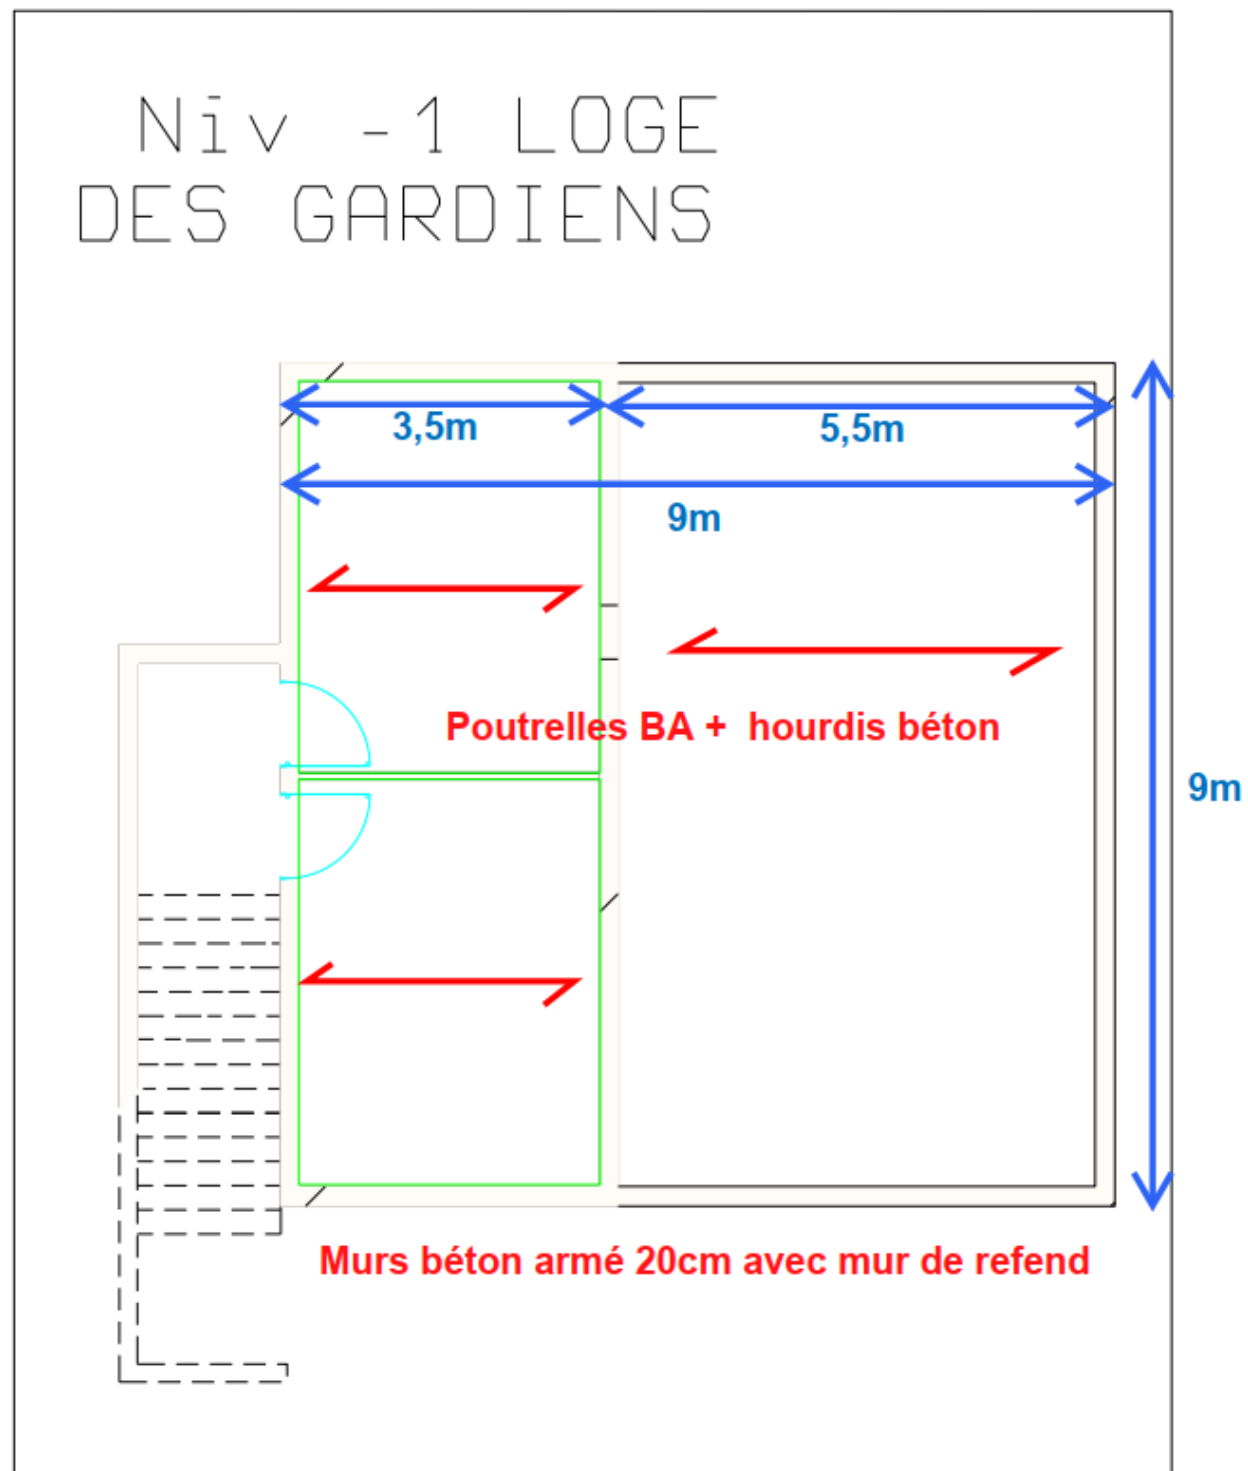 Niv -1 LOGE
DES GARDIENS
3,5m
5,5m
9m
Poutrelles BA + hourdis béton
9m
Murs béton armé 20cm avec mur de refend